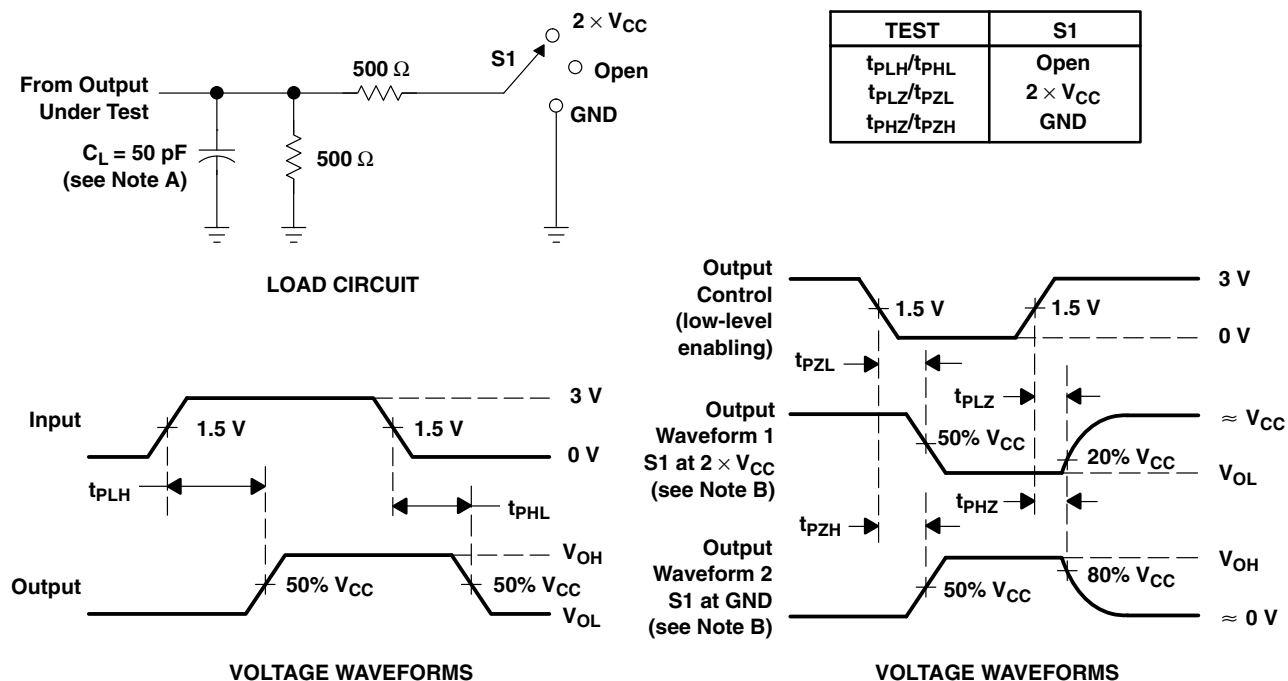 2 × VCC
S1
500 Ω
Open
From Output
Under Test
GND
CL = 50 pF
(see Note A)
500 Ω
LOAD CIRCUIT
TEST S1
tPLH/tPHL Open
tPLZ/tPZL 2 × VCC
tPHZ/tPZH GND
Input
3 V
1.5 V 1.5 V
0 V
tPLH
tPHL
Output
VOH
50% VCC 50% VCC
VOL
VOLTAGE WAVEFORMS
Output
Control
(low-level
enabling)
3 V
1.5 V 1.5 V
0 V
tPZL
tPLZ
Output
Waveform 1
S1 at 2 × VCC
(see Note B)
≈ VCC
50% VCC
20% VCC
VOL
tPHZ
tPZH
Output
Waveform 2
S1 at GND
(see Note B)
VOH
50% VCC
80% VCC
≈ 0 V
VOLTAGE WAVEFORMS